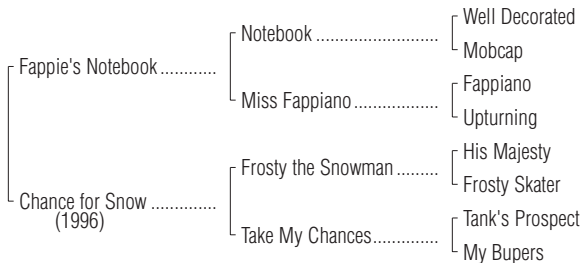 Well Decorated
Notebook ..........................
Mobcap
Fappie's Notebook ............
Fappiano
Miss Fappiano ..................
Upturning
His Majesty
Frosty the Snowman .........
Frosty Skater
Chance for Snow ..............
(1996)
Tank's Prospect
Take My Chances..............
My Bupers